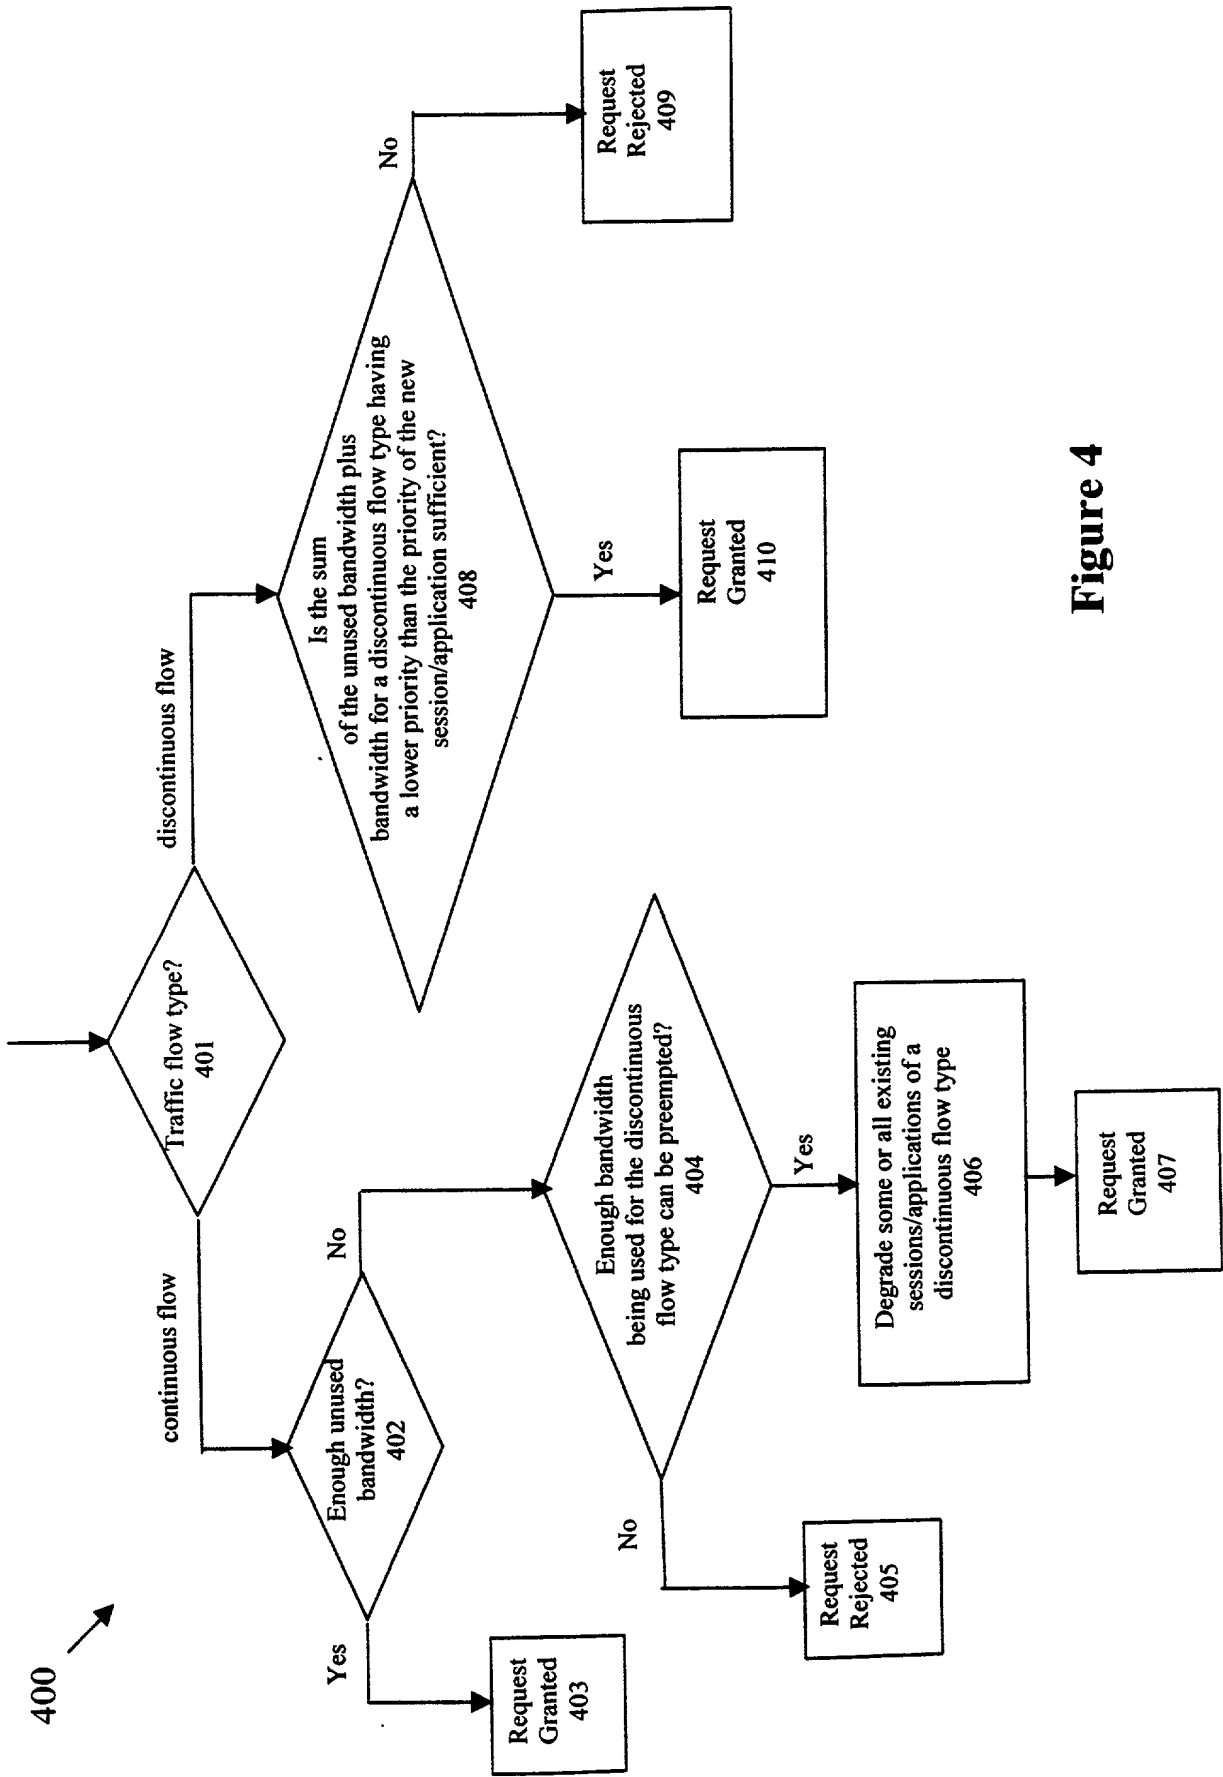 400
Traffic flow type?
401
continuous flow
discontinuous flow
Enough unused
bandwidth?
402
Yes
No
Request
Granted
403
Enough bandwidth
being used for the discontinuous
flow type can be preempted?
404
No
Yes
Request
Rejected
405
Degrade some or all existing
sessions/applications of a
discontinuous flow type
406
Request
Granted
407
Is the sum
of the unused bandwidth plus
bandwidth for a discontinuous flow type having
a lower priority than the priority of the new
session/application sufficient?
408
No
Yes
Request
Rejected
409
Request
Granted
410
Figure 4